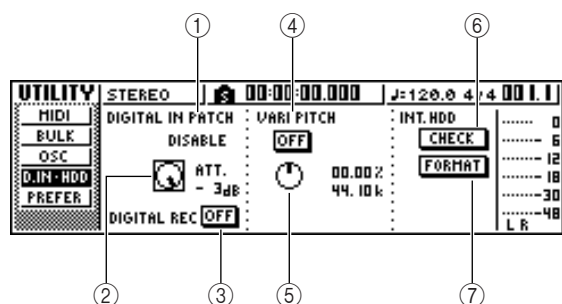 ① ④ ⑥
UTILITY STEREO S 00:00:00.000 ♩=120.0 4/4 001.1
MIDI
BULK
OSC
D.IN·HDD
PREFER
DIGITAL IN PATCH
DISABLE
ATT.
- 3dB
DIGITAL REC OFF
VARI PITCH
OFF
00.00%
44.10k
INT.HDD
CHECK
FORMAT
0
6
12
18
30
48
L R
② ③ ⑤ ⑦